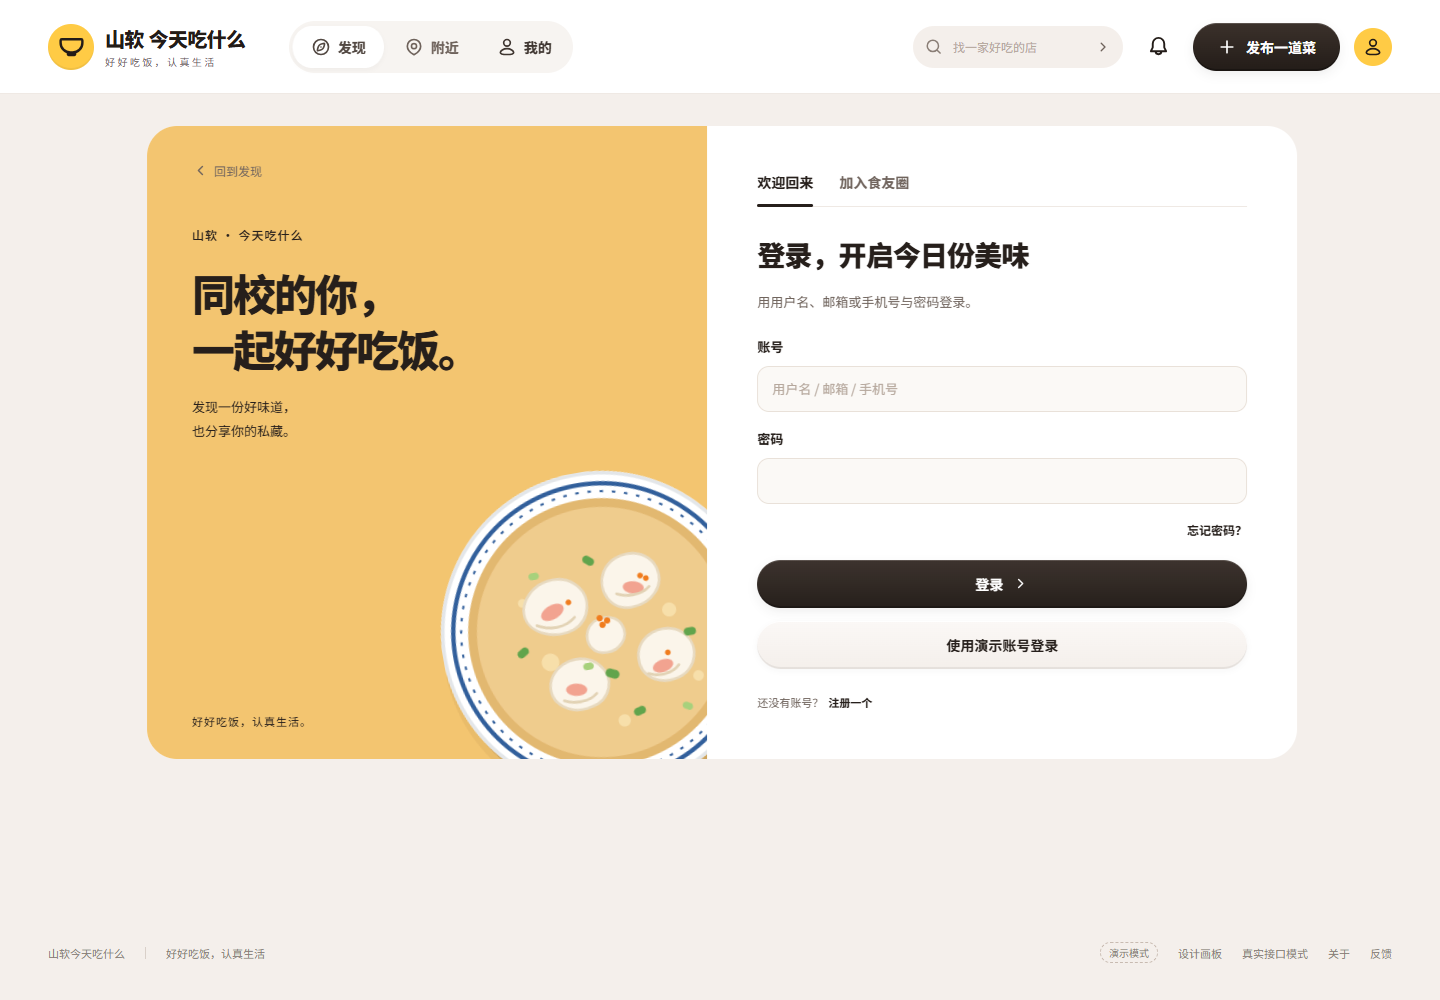 山软 今天吃什么
好好吃饭，认真生活
发现
附近
我的
找一家好吃的店
发布一道菜
回到发现
山软 · 今天吃什么
同校的你，
一起好好吃饭。
发现一份好味道，
也分享你的私藏。
好好吃饭，认真生活。
欢迎回来
加入食友圈
登录，开启今日份美味
用用户名、邮箱或手机号与密码登录。
账号
用户名 / 邮箱 / 手机号
密码
忘记密码？
登录
使用演示账号登录
还没有账号？ 注册一个
山软今天吃什么
好好吃饭，认真生活
演示模式
设计画板
真实接口模式
关于
反馈